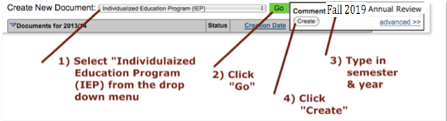 Create New Document: Individualized Education Program (IEP) Go Comment Fall 2019 Annual Review
Create advanced >>
Documents for 2013/14 Status Creation Date
1) Select "Individulaized
Education Program
(IEP) from the drop
down menu
2) Click
"Go"
3) Type in
semester
& year
4) Click
"Create"